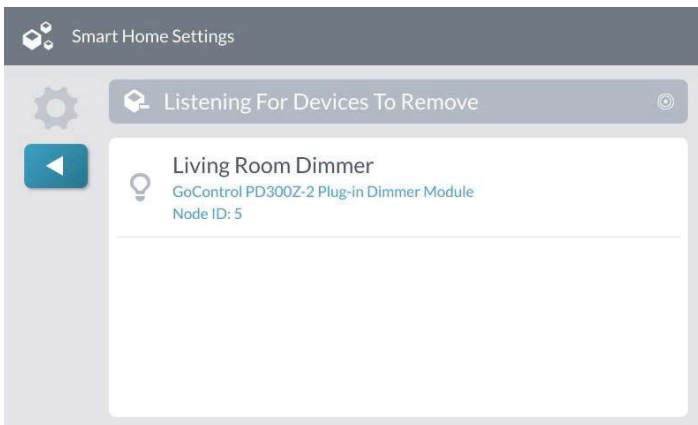 Smart Home Settings
Listening For Devices To Remove
Living Room Dimmer
GoControl PD300Z-2 Plug-in Dimmer Module
Node ID: 5